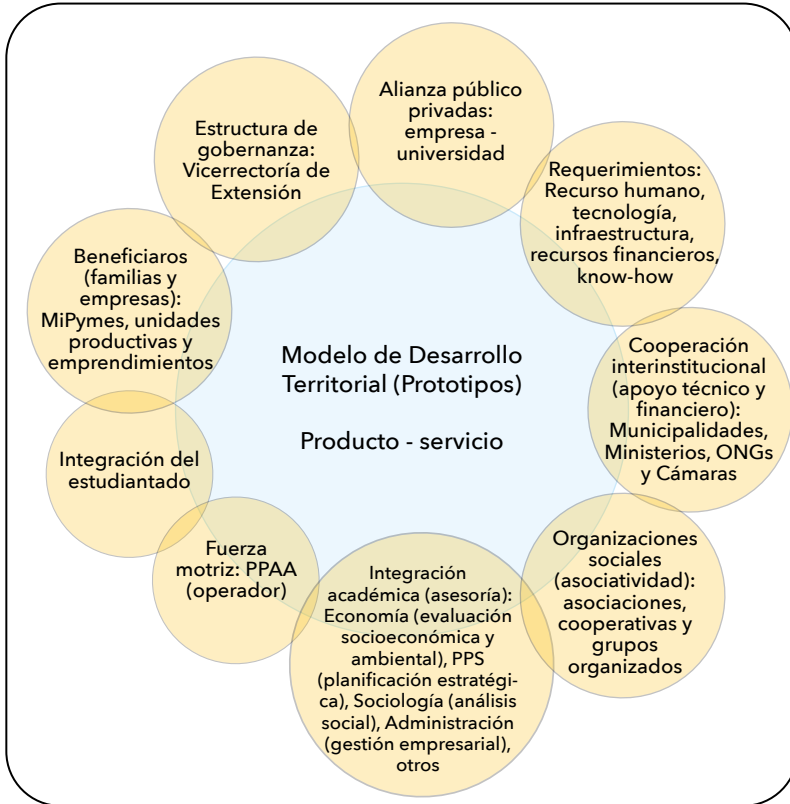 Alianza público
privadas:
empresa -
universidad
Requerimientos:
Recurso humano,
tecnología,
infraestructura,
recursos financieros,
know-how
Cooperación
interinstitucional
(apoyo técnico y
financiero):
Municipalidades,
Ministerios, ONGs
y Cámaras
Organizaciones
sociales
(asociatividad):
asociaciones,
cooperativas y
grupos
organizados
Integración
académica (asesoría):
Economía (evaluación
socioeconómica y
ambiental), PPS
(planificación estratégi-
ca), Sociología (análisis
social), Administración
(gestión empresarial),
otros
Fuerza
motriz: PPAA
(operador)
Integración del
estudiantado
Beneficiaros
(familias y
empresas):
MiPymes, unidades
productivas y
emprendimientos
Estructura de
gobernanza:
Vicerrectoría de
Extensión
Modelo de Desarrollo
Territorial (Prototipos)
Producto - servicio